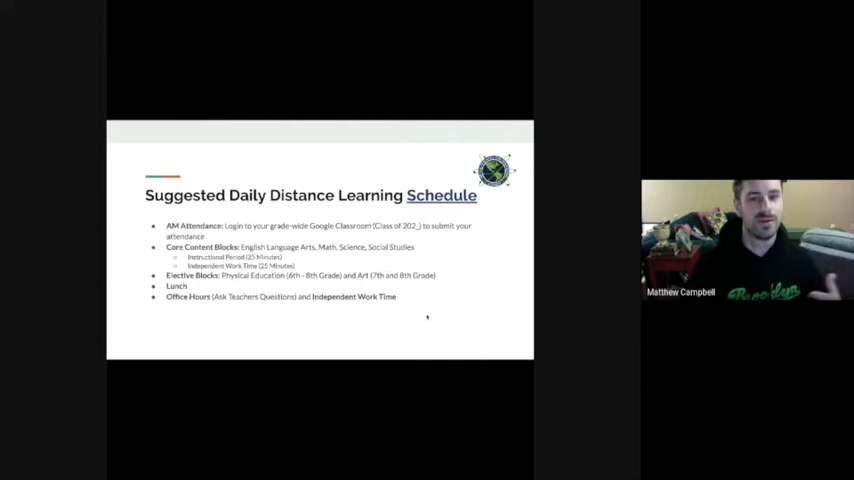 Suggested Daily Distance Learning Schedule
● AM Attendance: Login to your grade-wide Google Classroom (Class of 202_) to submit your
attendance
● Core Content Blocks: English Language Arts, Math, Science, Social Studies
○ Instructional Period (25 Minutes)
○ Independent Work Time (25 Minutes)
● Elective Blocks: Physical Education (6th - 8th Grade) and Art (7th and 8th Grade)
● Lunch
● Office Hours (Ask Teachers Questions) and Independent Work Time
Matthew Campbell
Brooklyn